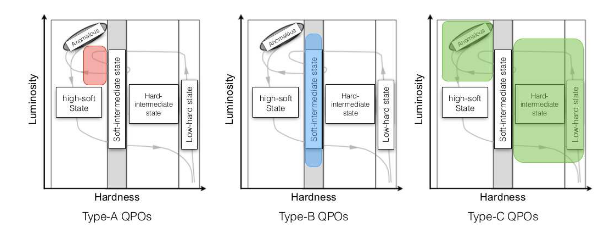 Luminosity
Anomalous
high-soft
State
Soft-intermediate state
Hard-
intermediate
state
Low-hard state
Hardness
Type-A QPOs
Luminosity
Anomalous
high-soft
State
Soft-intermediate state
Hard-
intermediate
state
Low-hard state
Hardness
Type-B QPOs
Luminosity
Anomalous
high-soft
State
Soft-intermediate state
Hard-
intermediate
state
Low-hard state
Hardness
Type-C QPOs